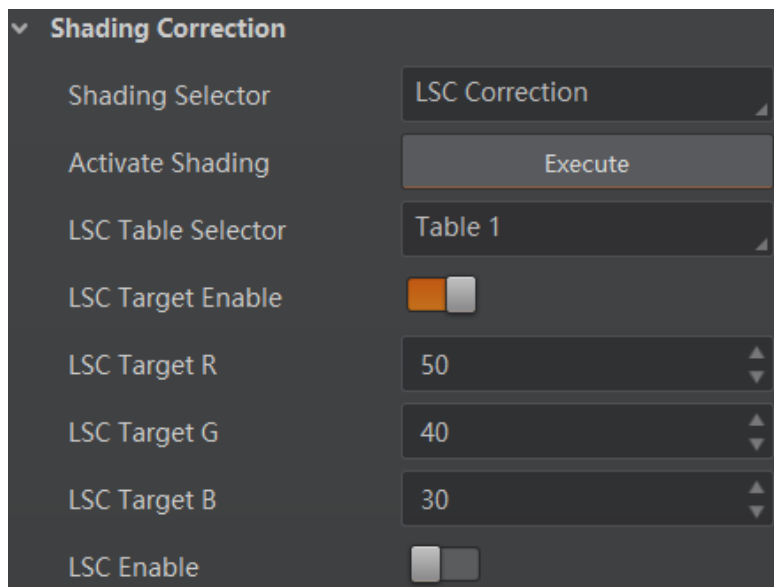 Shading Correction
Shading Selector LSC Correction
Activate Shading Execute
LSC Table Selector Table 1
LSC Target Enable
LSC Target R 50
LSC Target G 40
LSC Target B 30
LSC Enable